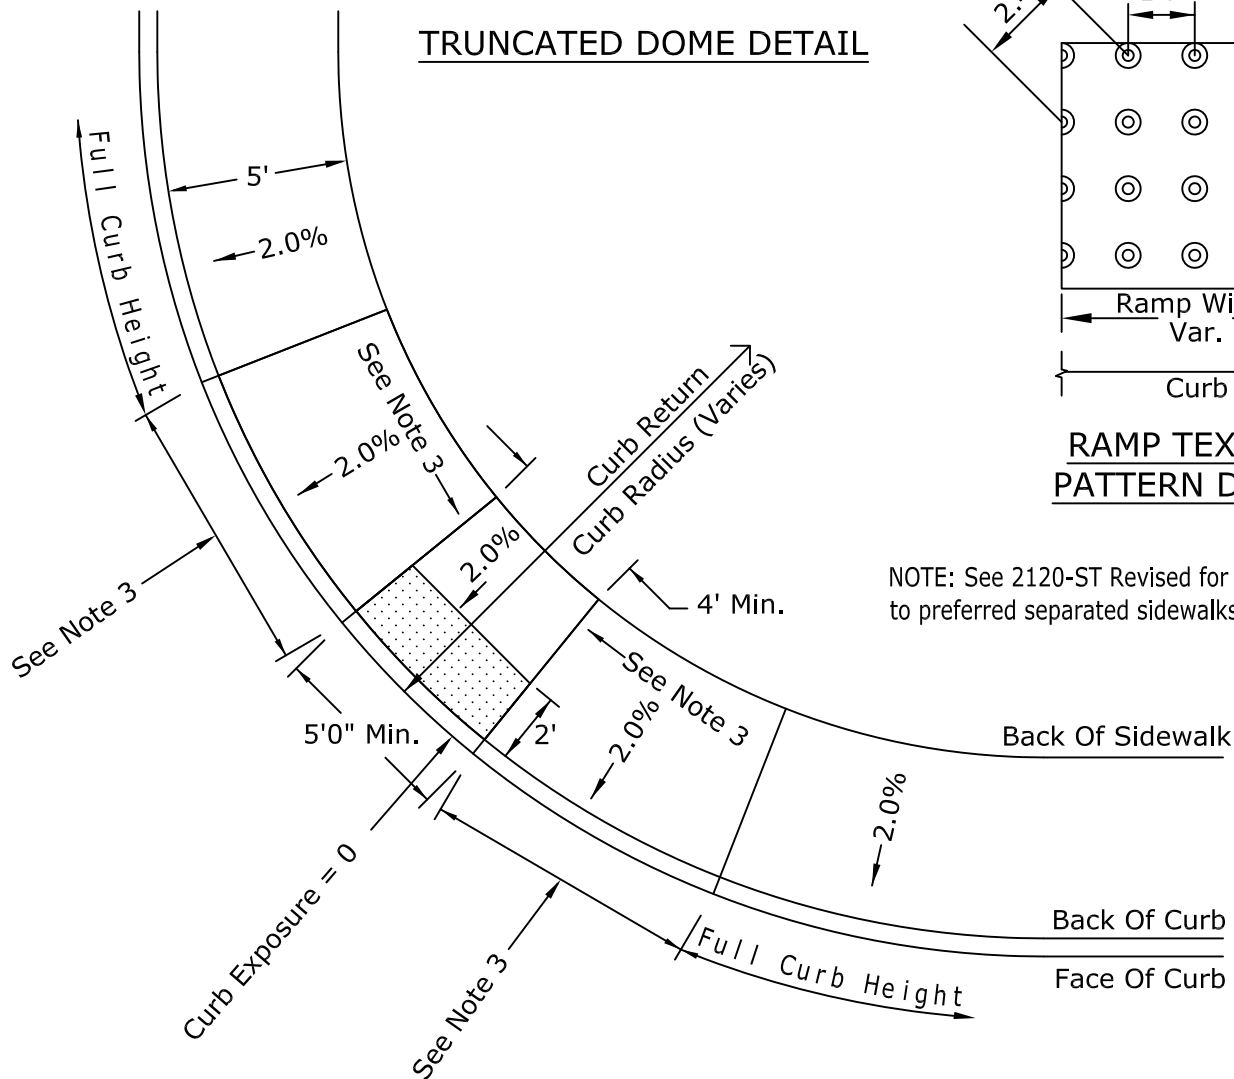 TRUNCATED DOME DETAIL
Full Curb Height
5'
2.0%
See Note 3
2.0%
Curb Return
Curb Radius (Varies)
2.0%
See Note 3
4' Min.
5'0" Min.
See Note 3
2.0%
2'
Curb Exposure = 0
See Note 3
2.0%
Full Curb Height
Back Of Sidewalk
Back Of Curb
Face Of Curb
Var.
Curb
RAMP
PATTERN
NOTE: See 2120-ST Revised for
to preferred separated sidewalks